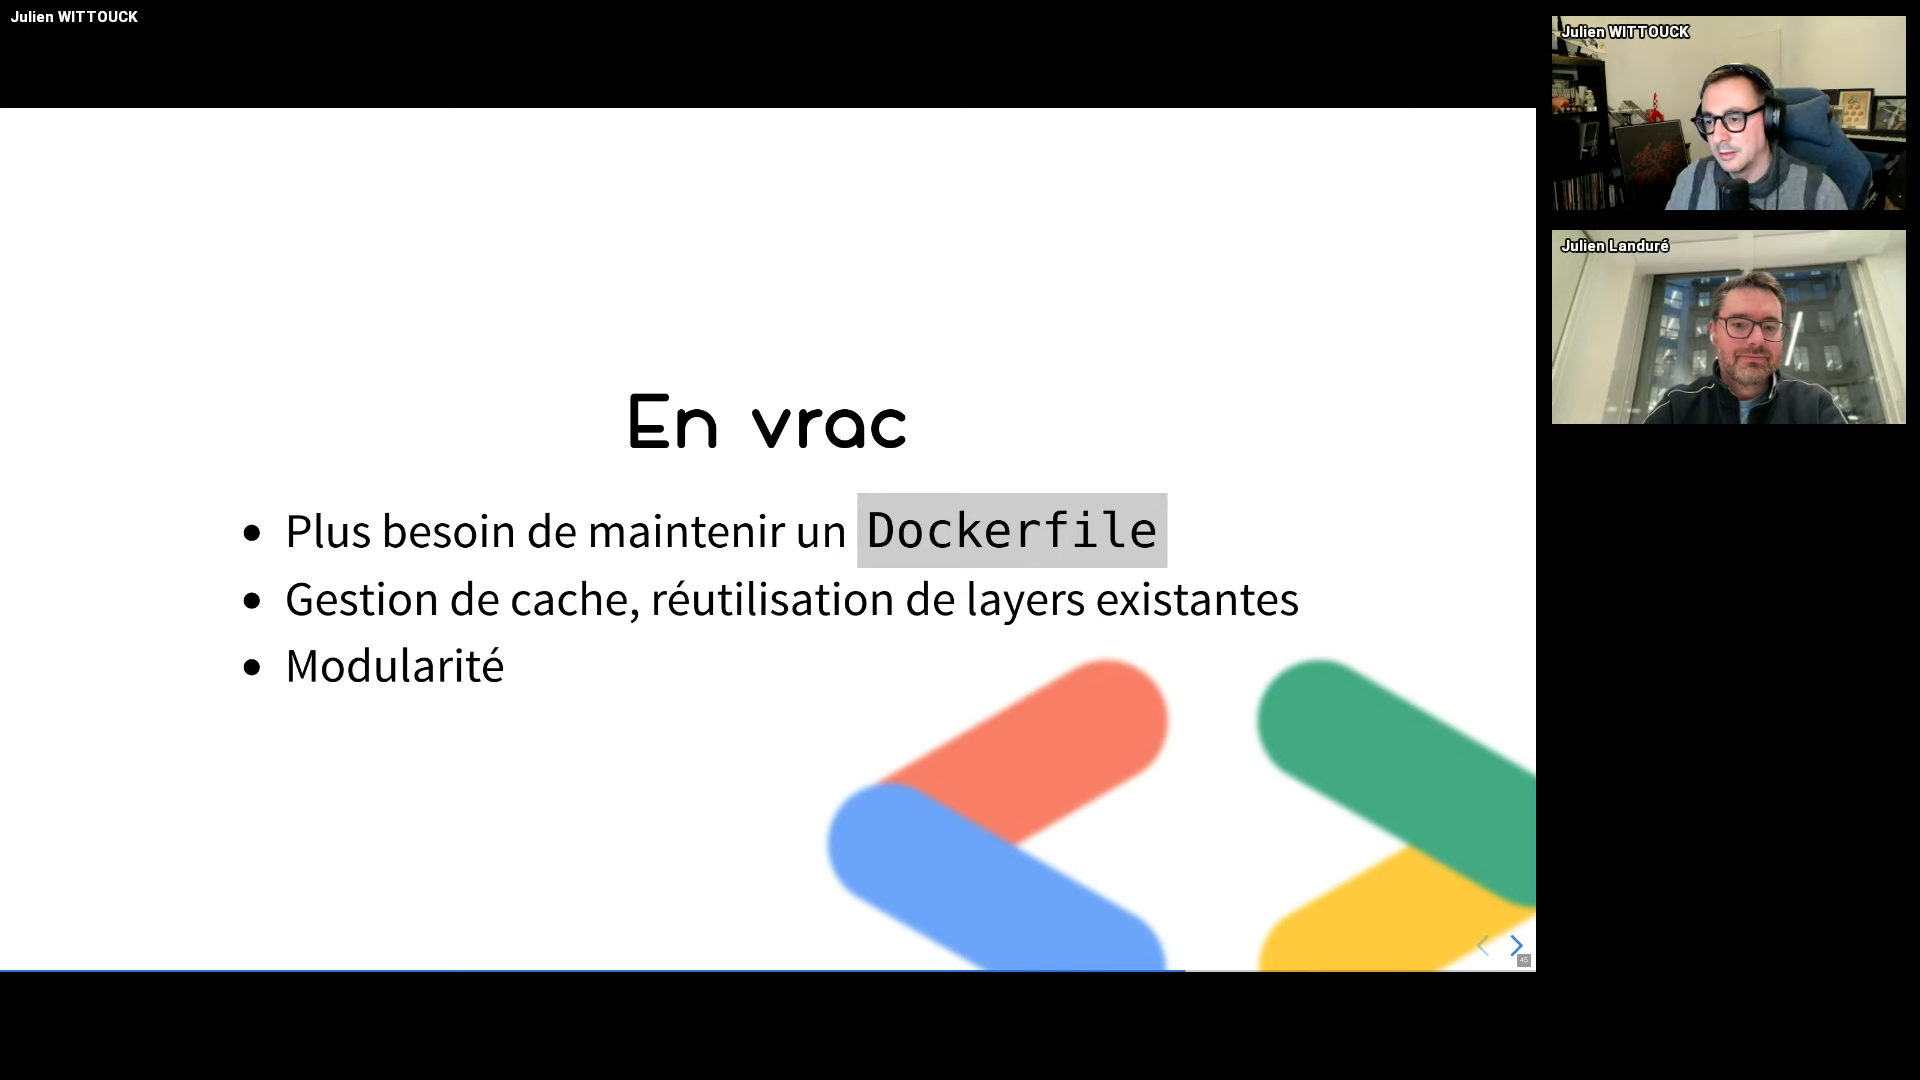 Julien WITTOUCK
En vrac
Plus besoin de maintenir un Dockerfile
Gestion de cache, réutilisation de layers existantes
Modularité
45
Julien WITTOUCK
Julien Landuré